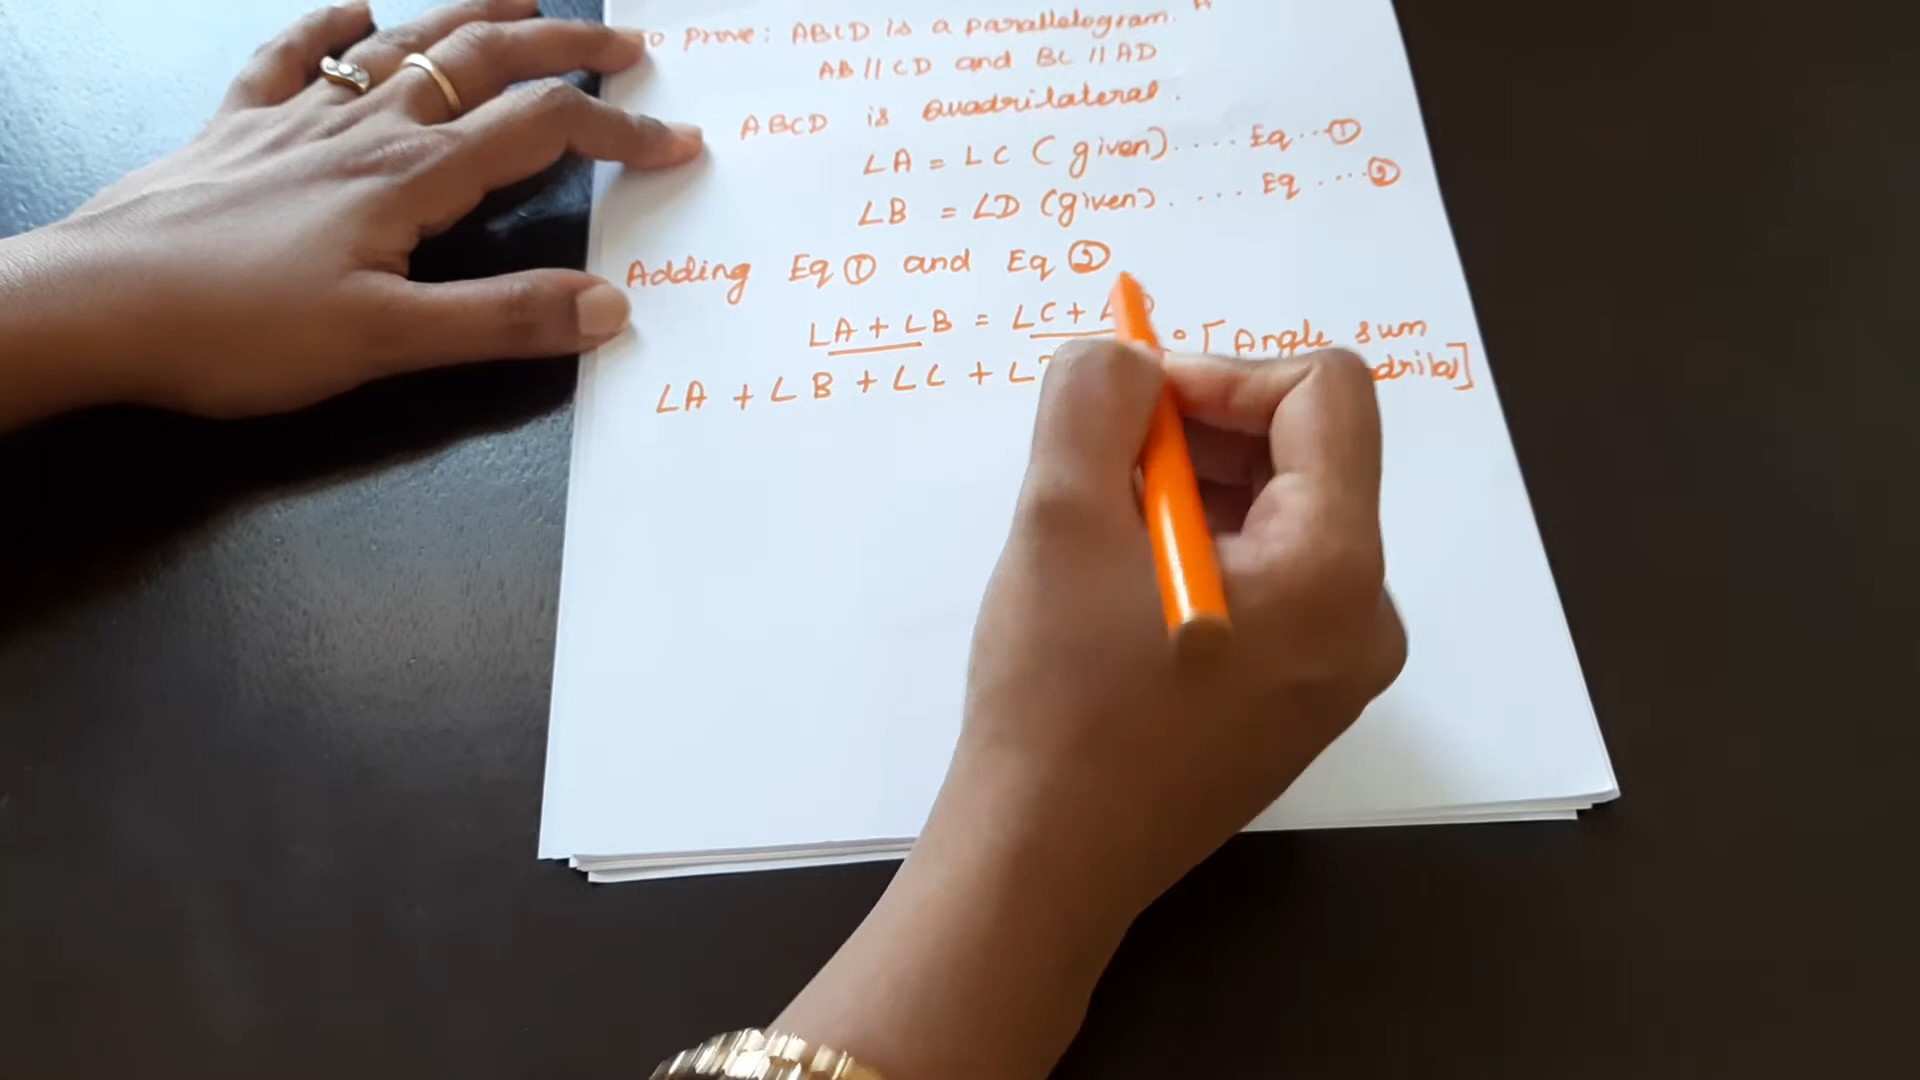 To prove: ABCD is a parallelogram. A
AB // CD and BC // AD
ABCD is Quadrilateral.
∠A = ∠C (given)..... Eq...①
∠B = ∠D (given)..... Eq ....②
Adding Eq ① and Eq ②
∠A + ∠B = ∠C + ∠D
∠A + ∠B + ∠C + ∠ ° [Angle sum
]